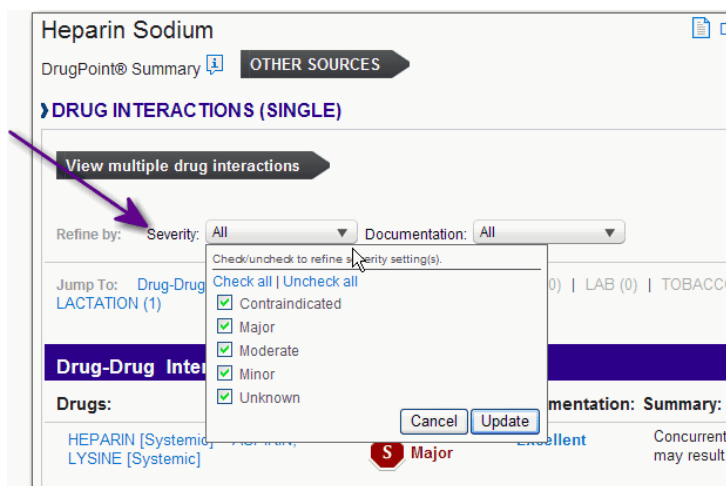 Heparin Sodium
DrugPoint® Summary
OTHER SOURCES
DRUG INTERACTIONS (SINGLE)
View multiple drug interactions
Refine by: Severity: All Documentation: All
Check/uncheck to refine severity setting(s).
Jump To: Drug-Drug 0) | LAB (0) | TOBACCO
Check all | Uncheck all
LACTATION (1)
Contraindicated
Major
Moderate
Minor
Unknown
Drug-Drug
Cancel Update
Drugs: mentation: Summary:
HEPARIN [Systemic] Concurrent
LYSINE [Systemic] S Major may result